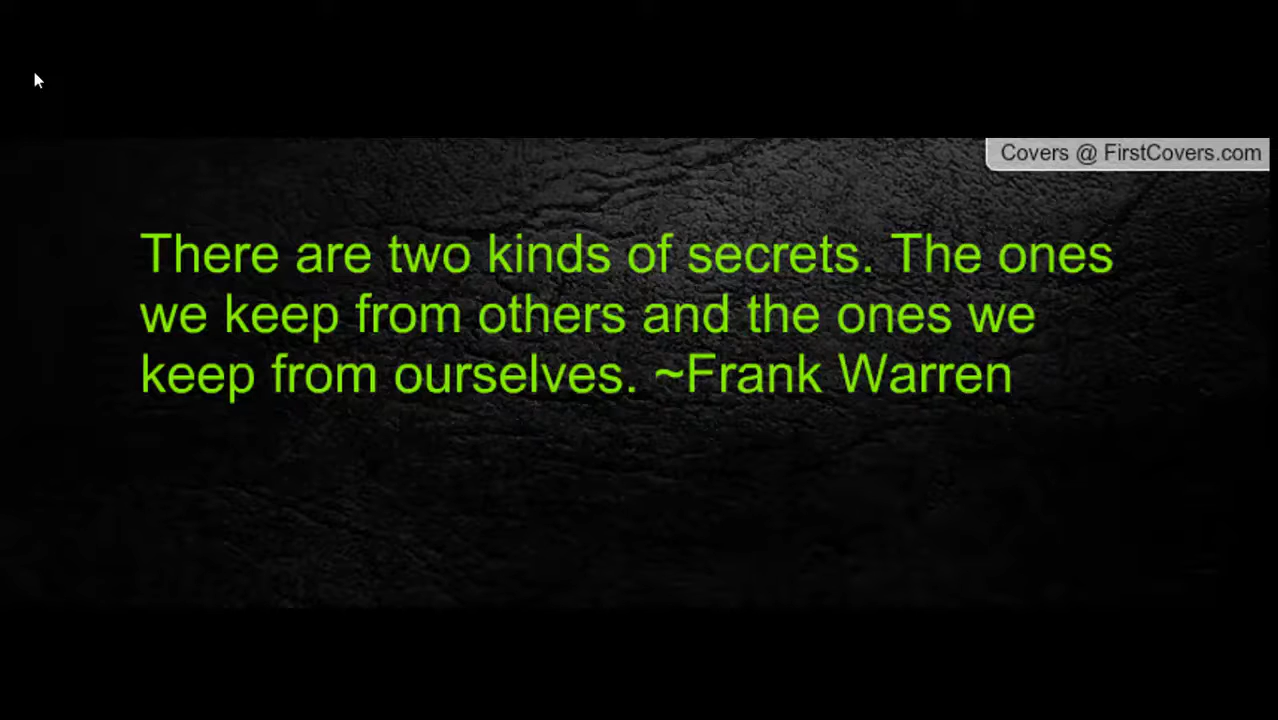 Covers @ FirstCovers.com
There are two kinds of secrets. The ones
we keep from others and the ones we
keep from ourselves. ~Frank Warren